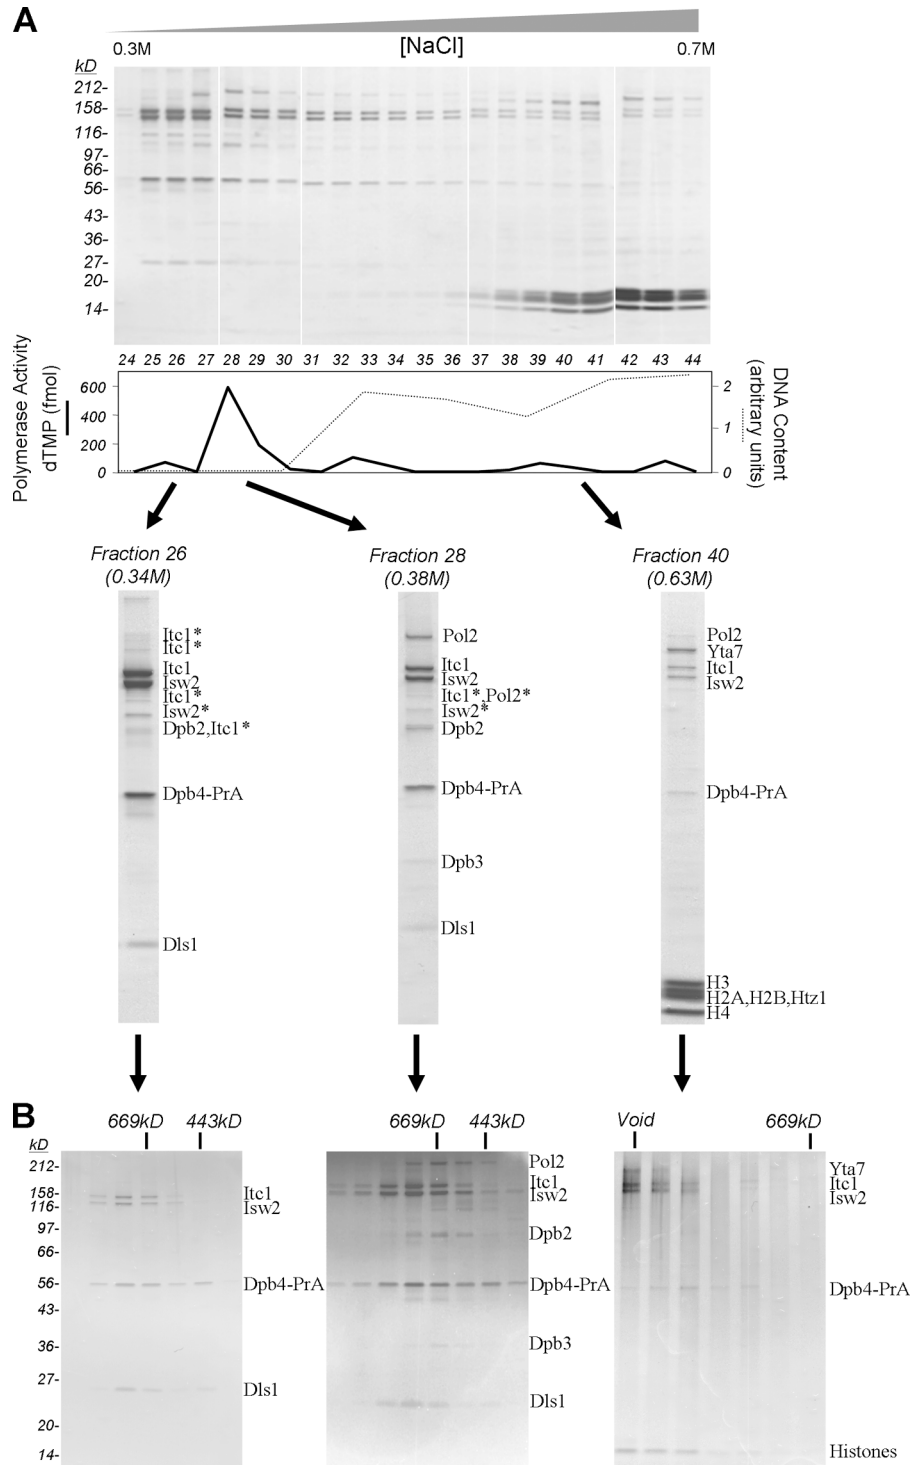 A
0.3M
[NaCl]
0.7M
kD
212-
158-
116-
97-
66-
56-
43-
36-
27-
20-
14-
24 25 26 27 28 29 30 31 32 33 34 35 36 37 38 39 40 41 42 43 44
Polymerase Activity
dTMP (fmol)
600
400
200
0
2
1
0
DNA Content
(arbitrary units)
Fraction 26
(0.34M)
Itc1*
Itc1*
Itc1
Isw2
Itc1*
Isw2*
Dpb2,Itc1*
Dpb4-PrA
Dls1
Fraction 28
(0.38M)
Pol2
Itc1
Isw2
Itc1*,Pol2*
Isw2*
Dpb2
Dpb4-PrA
Dpb3
Dls1
Fraction 40
(0.63M)
Pol2
Yta7
Itc1
Isw2
Dpb4-PrA
H3
H2A,H2B,Htz1
H4
B
kD
212-
158-
116-
97-
66-
56-
43-
36-
27-
20-
14-
669kD 443kD
Itc1
Isw2
Dpb4-PrA
Dls1
669kD 443kD
Pol2
Itc1
Isw2
Dpb2
Dpb4-PrA
Dpb3
Dls1
Void 669kD
Yta7
Itc1
Isw2
Dpb4-PrA
Histones